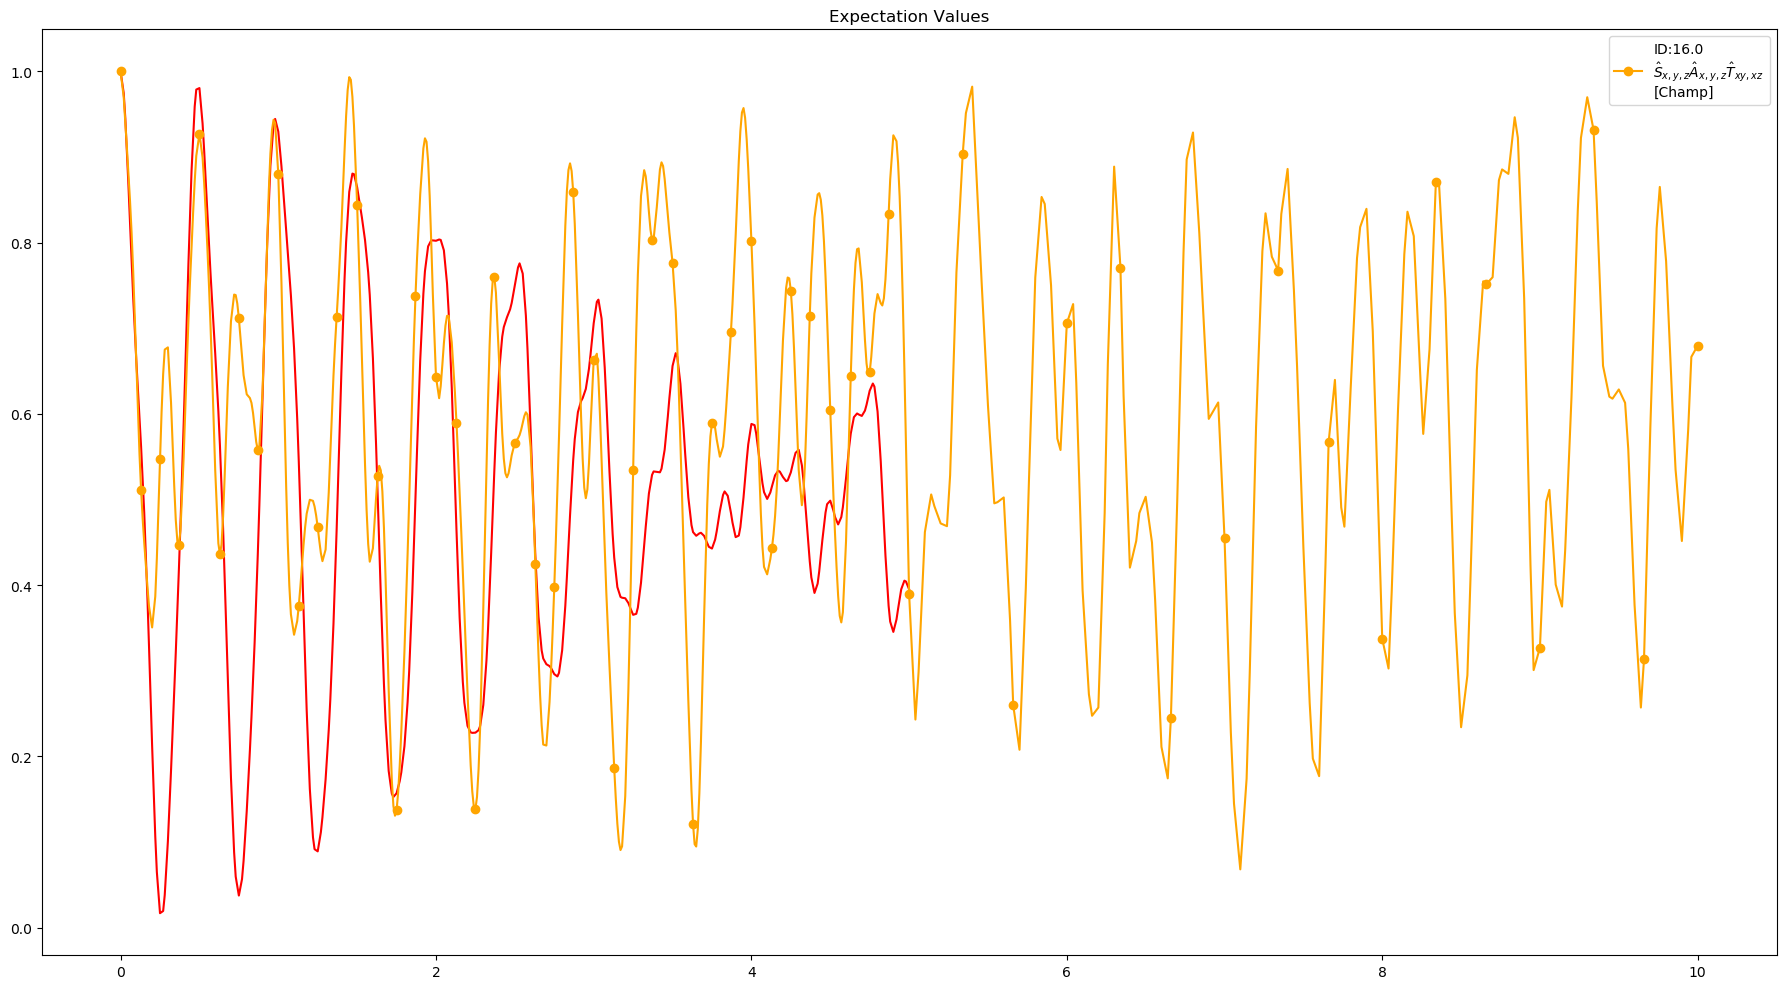 Expectation Values
ID:16.0
$\hat{S}_{x,y,z}\hat{A}_{x,y,z}\hat{T}_{xy,xz}$
[Champ]
1.0
0.8
0.6
0.4
0.2
0.0
0 2 4 6 8 10